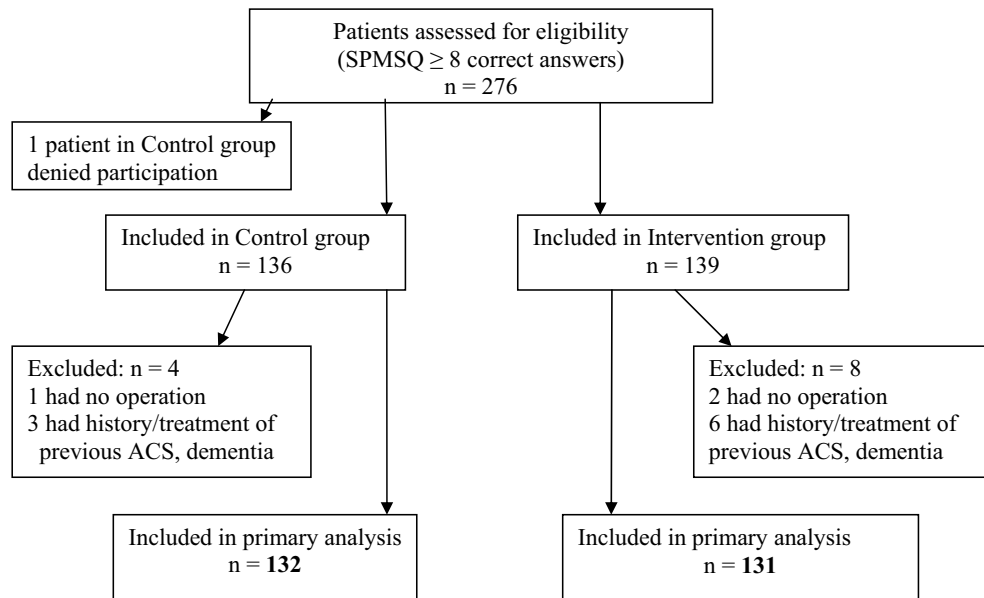 Patients assessed for eligibility
(SPMSQ ≥ 8 correct answers)
n = 276
1 patient in Control group
denied participation
Included in Control group
n = 136
Included in Intervention group
n = 139
Excluded: n = 4
1 had no operation
3 had history/treatment of
previous ACS, dementia
Excluded: n = 8
2 had no operation
6 had history/treatment of
previous ACS, dementia
Included in primary analysis
n = 132
Included in primary analysis
n = 131